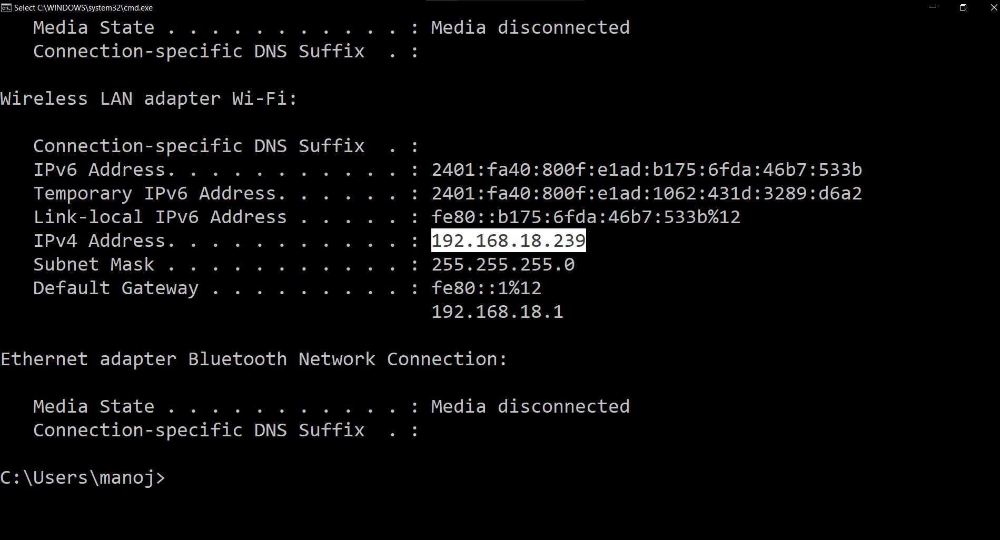 Select C:\WINDOWS\system32\cmd.exe
Media State . . . . . . . . . . . : Media disconnected
Connection-specific DNS Suffix  . :
Wireless LAN adapter Wi-Fi:
Connection-specific DNS Suffix  . :
IPv6 Address. . . . . . . . . . . : 2401:fa40:800f:e1ad:b175:6fda:46b7:533b
Temporary IPv6 Address. . . . . . : 2401:fa40:800f:e1ad:1062:431d:3289:d6a2
Link-local IPv6 Address . . . . . : fe80::b175:6fda:46b7:533b%12
IPv4 Address. . . . . . . . . . . : 192.168.18.239
Subnet Mask . . . . . . . . . . . : 255.255.255.0
Default Gateway . . . . . . . . . : fe80::1%12
192.168.18.1
Ethernet adapter Bluetooth Network Connection:
Media State . . . . . . . . . . . : Media disconnected
Connection-specific DNS Suffix  . :
C:\Users\manoj>